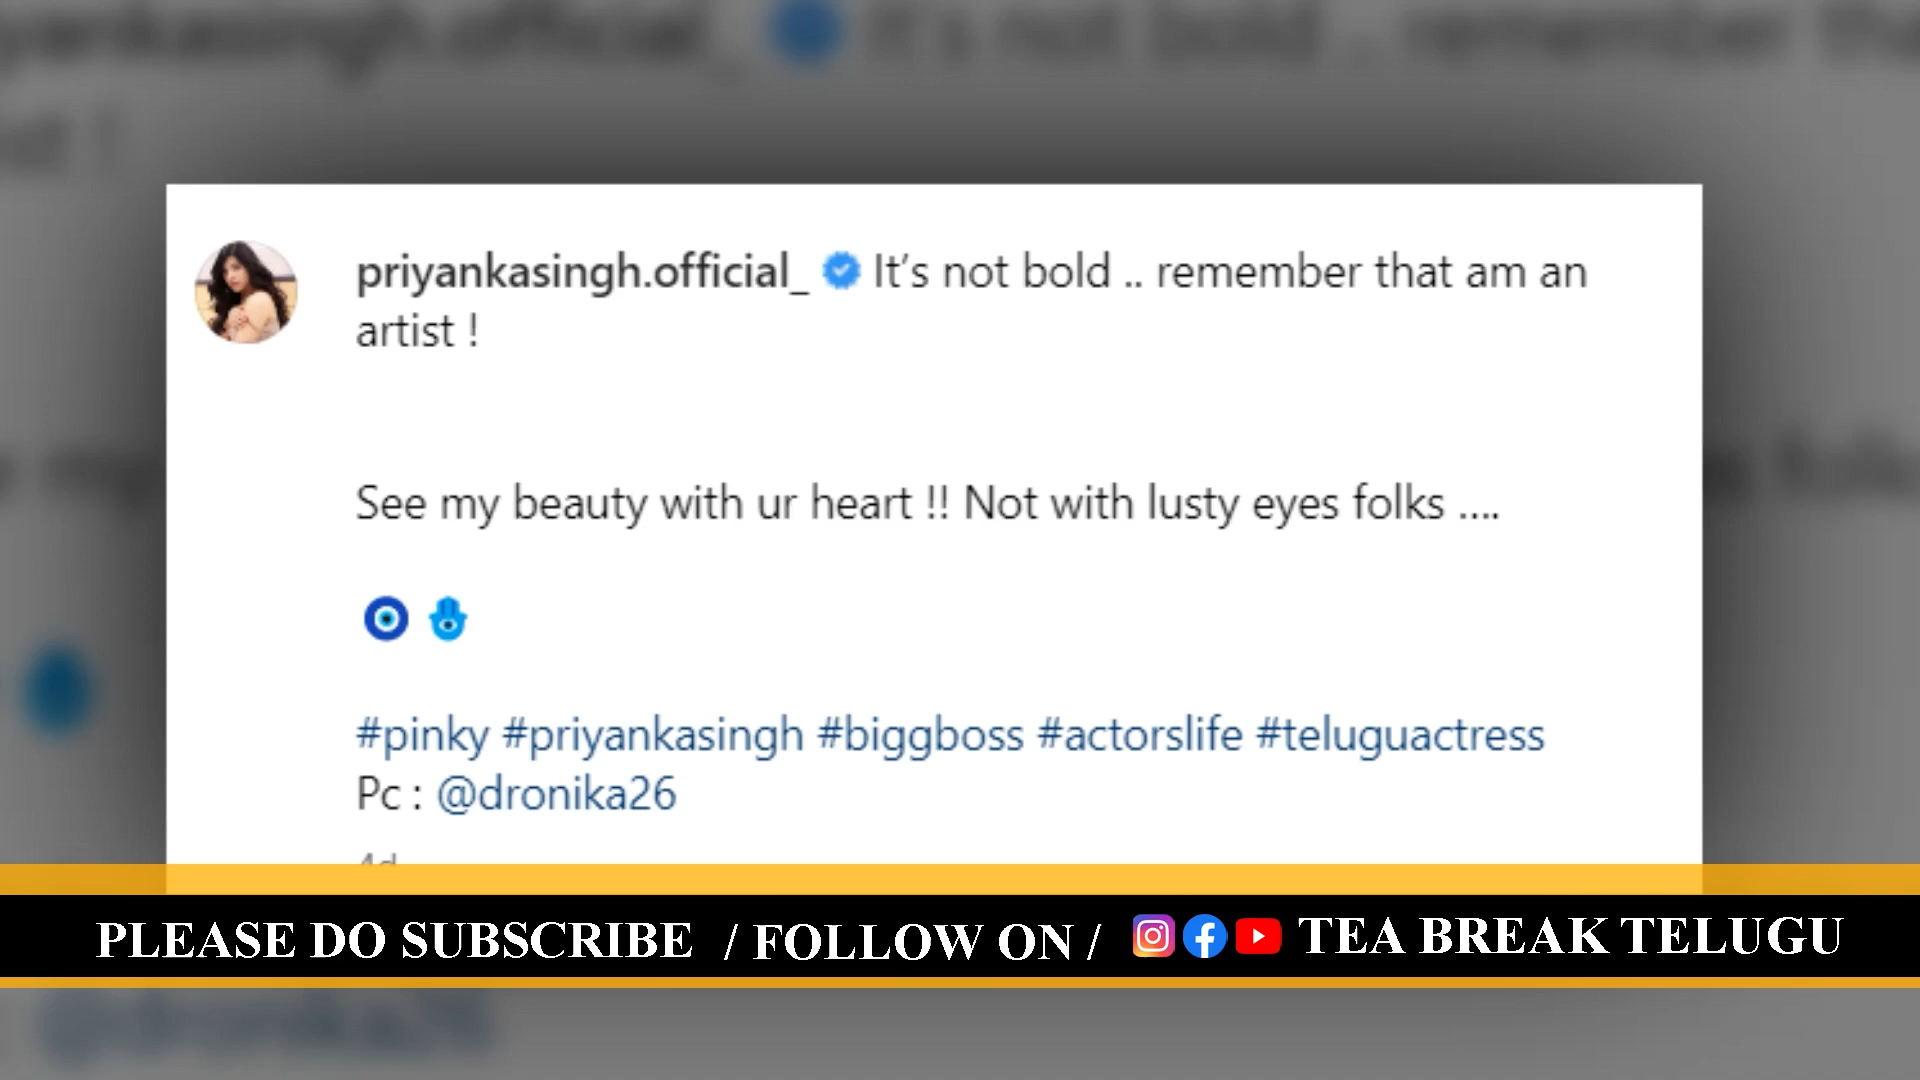 priyankasingh.official_ It's not bold .. remember that am an
artist !
See my beauty with ur heart !! Not with lusty eyes folks ....
#pinky #priyankasingh #biggboss #actorslife #teluguactress
Pc : @dronika26
4d
PLEASE DO SUBSCRIBE / FOLLOW ON / TEA BREAK TELUGU